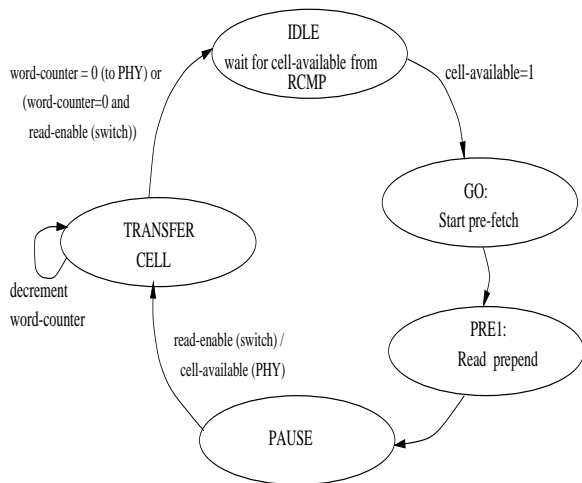 IDLE
wait for cell-available from
RCMP
word-counter = 0 (to PHY) or
(word-counter=0 and
read-enable (switch))
cell-available=1
GO:
Start pre-fetch
TRANSFER
CELL
decrement
word-counter
PRE1:
Read prepend
read-enable (switch) /
cell-available (PHY)
PAUSE